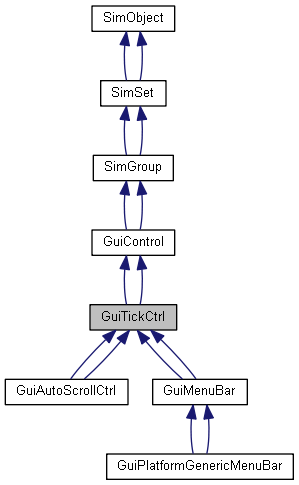 SimObject
SimSet
SimGroup
GuiControl
GuiTickCtrl
GuiAutoScrollCtrl
GuiMenuBar
GuiPlatformGenericMenuBar